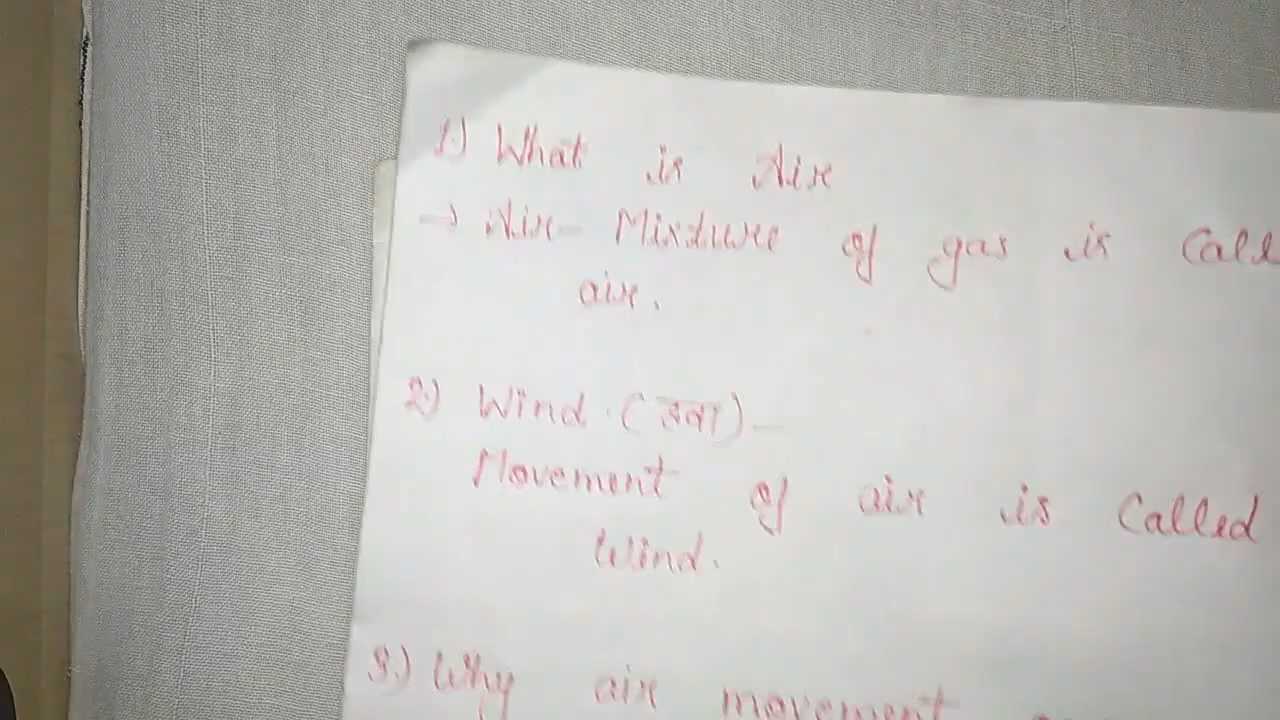 1.) What is Air
→ Air- Mixture of gas is Call
air.
2.) Wind (हवा) -
Movement of air is Called
Wind.
3.) Why air movement